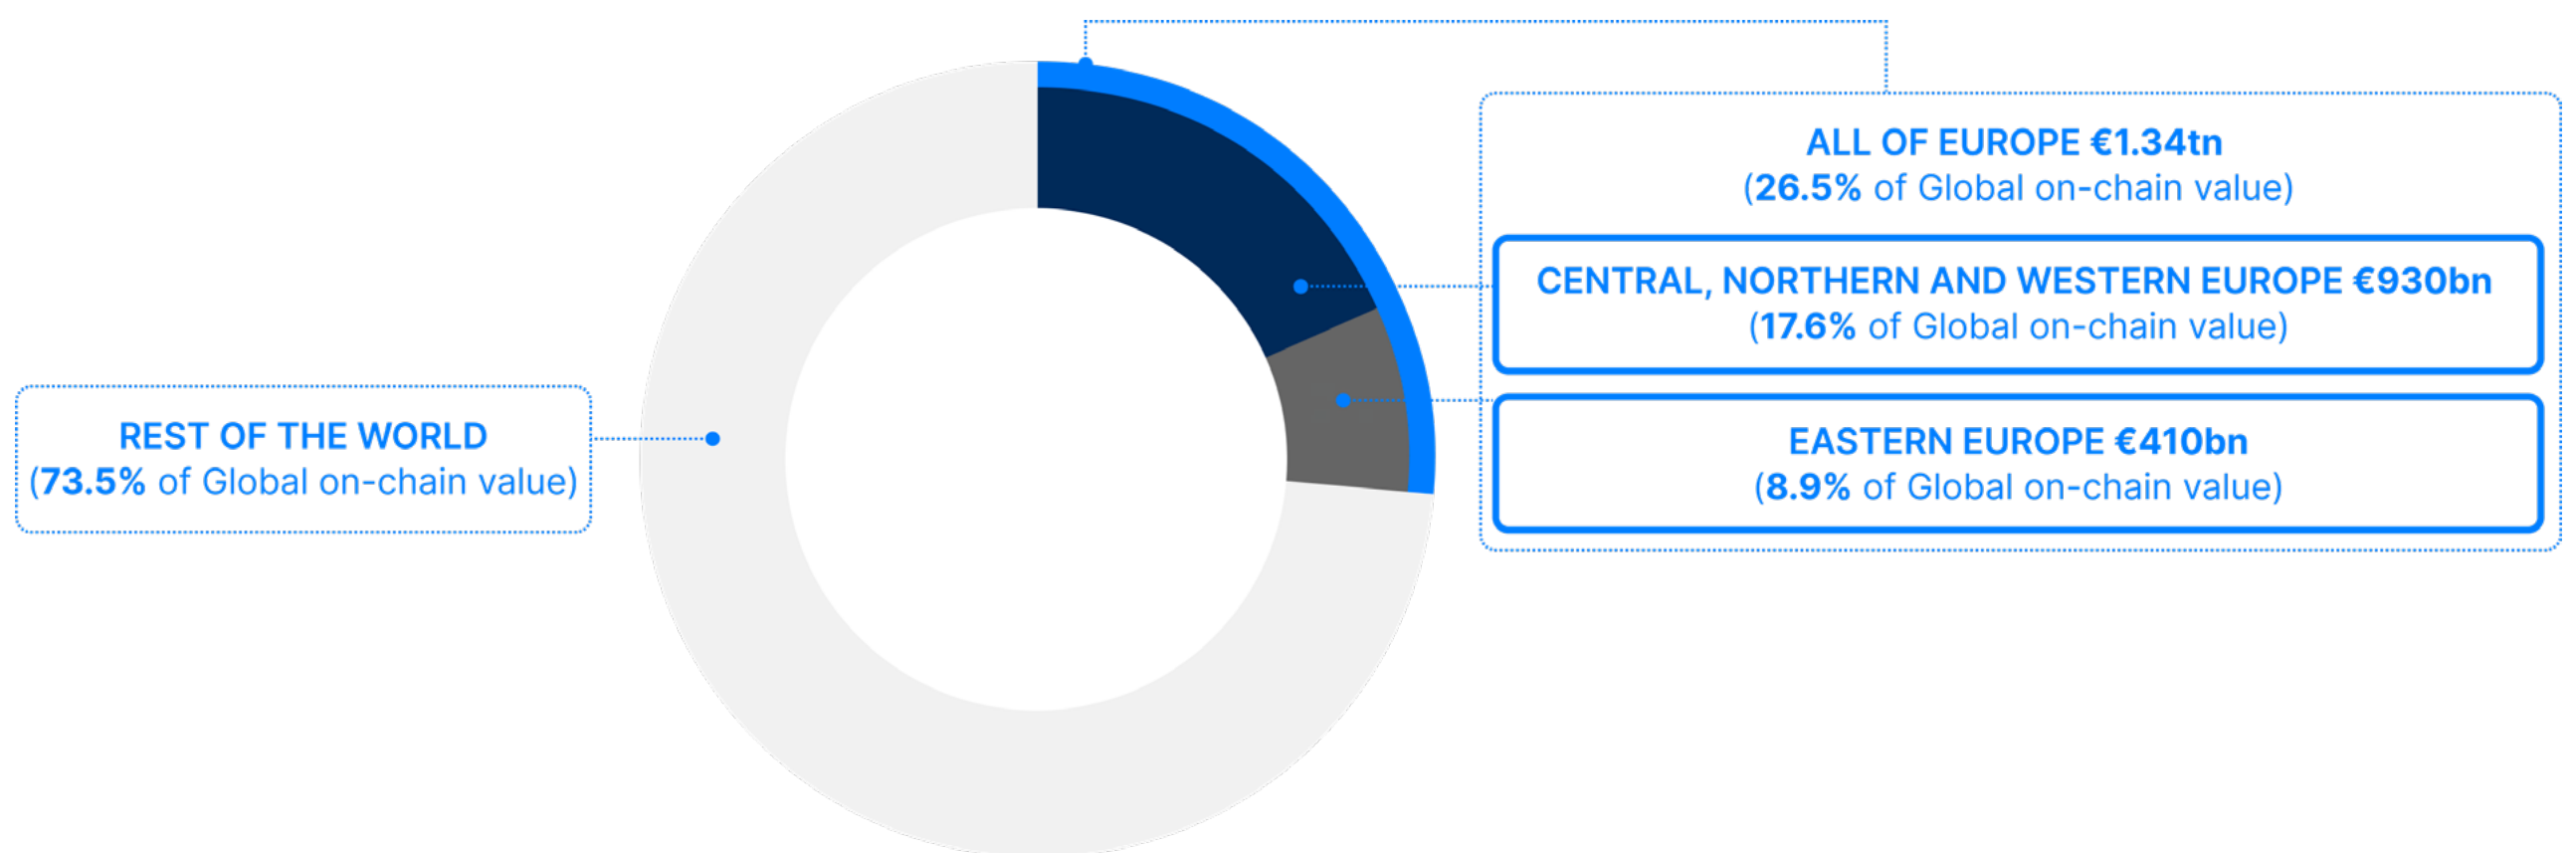 ALL OF EUROPE €1.34tn
(26.5% of Global on-chain value)
CENTRAL, NORTHERN AND WESTERN EUROPE €930bn
(17.6% of Global on-chain value)
EASTERN EUROPE €410bn
(8.9% of Global on-chain value)
REST OF THE WORLD
(73.5% of Global on-chain value)